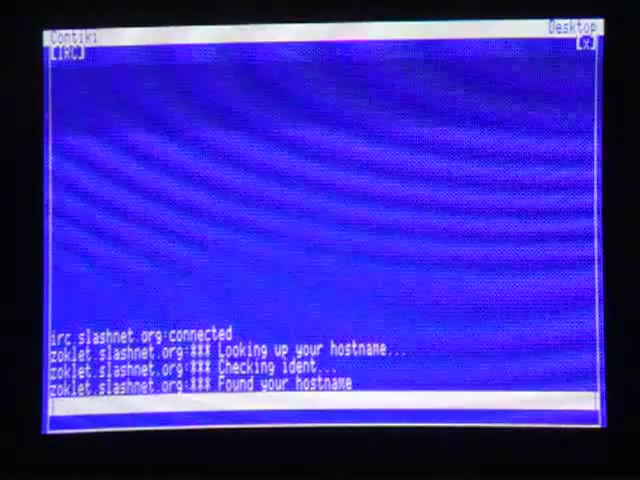 Contiki Desktop
[IRC] [x]
irc.slashnet.org:connected
zoklet.slashnet.org:*** Looking up your hostname...
zoklet.slashnet.org:*** Checking ident...
zoklet.slashnet.org:*** Found your hostname